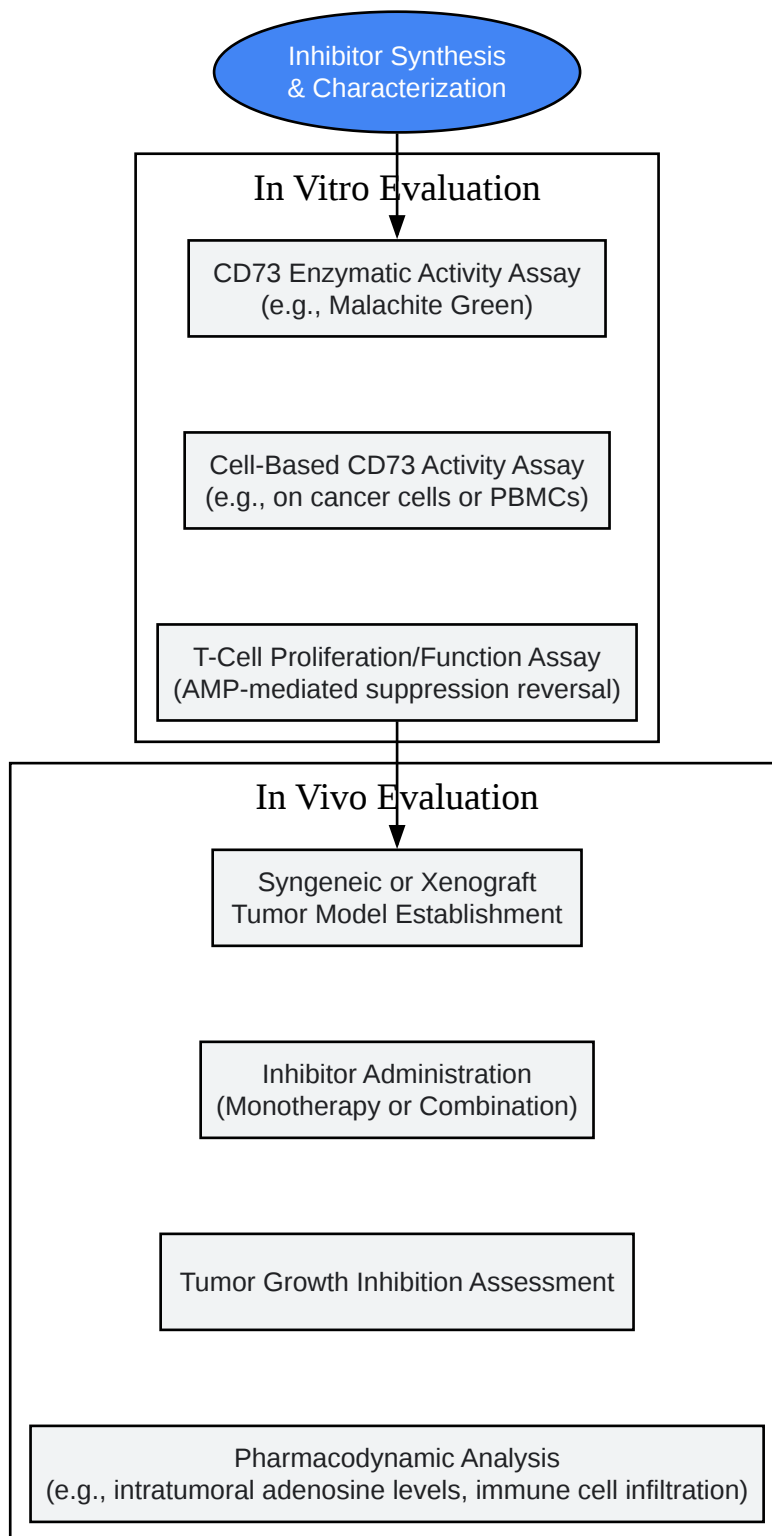 Inhibitor Synthesis
& Characterization
In Vitro Evaluation
CD73 Enzymatic Activity Assay
(e.g., Malachite Green)
Cell-Based CD73 Activity Assay
(e.g., on cancer cells or PBMCs)
T-Cell Proliferation/Function Assay
(AMP-mediated suppression reversal)
In Vivo Evaluation
Syngeneic or Xenograft
Tumor Model Establishment
Inhibitor Administration
(Monotherapy or Combination)
Tumor Growth Inhibition Assessment
Pharmacodynamic Analysis
(e.g., intratumoral adenosine levels, immune cell infiltration)